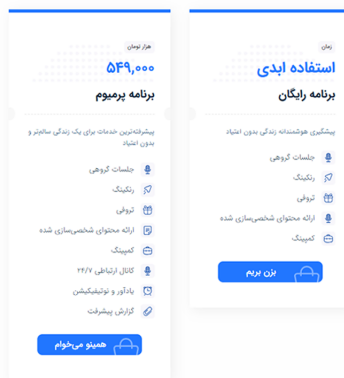 زمان
استفاده ابدی
برنامه رایگان
پیشگیری هوشمندانه زندگی بدون اعتیاد
جلسات گروهی
رنکینگ
تروفی
ارائه محتوای شخصی‌سازی شده
کمپینگ
بزن بریم
هزار تومان
۵۴۹,۰۰۰
برنامه پرمیوم
پیشرفته‌ترین خدمات برای یک زندگی سالم‌تر و
بدون اعتیاد
جلسات گروهی
رنکینگ
تروفی
ارائه محتوای شخصی‌سازی شده
کمپینگ
کانال ارتباطی ۲۴/۷
یادآور و نوتیفیکیشن
گزارش پیشرفت
همینو می‌خوام